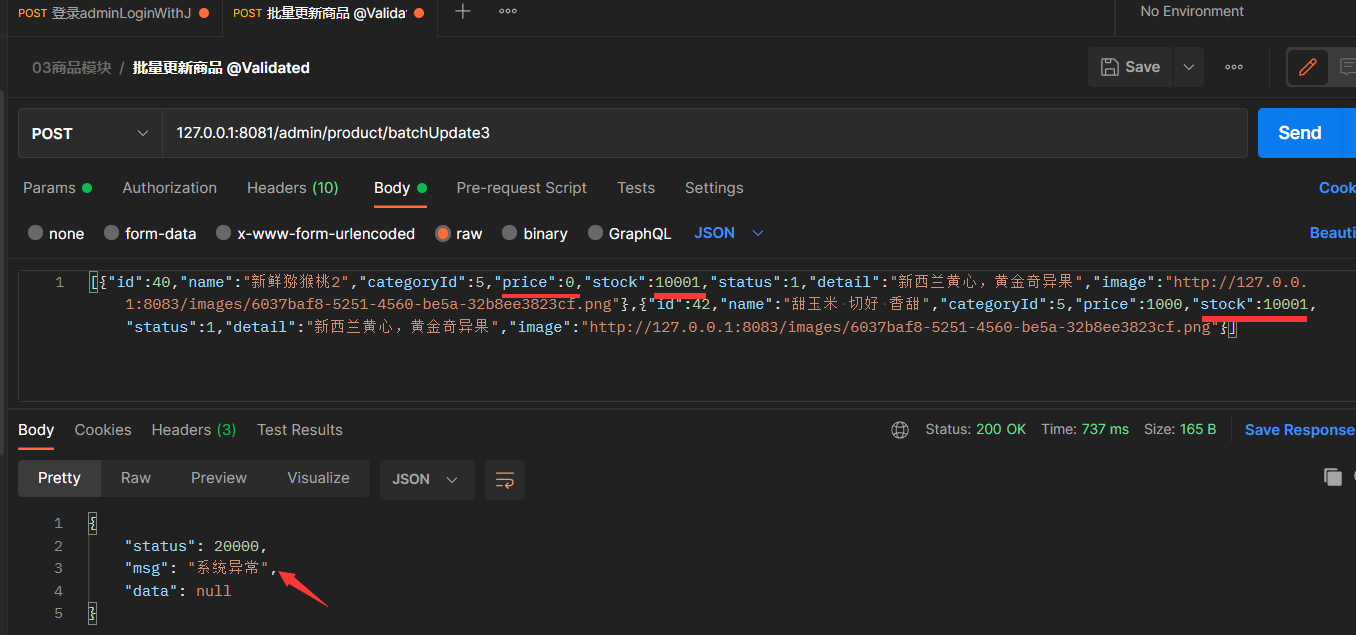 POST 登录adminLoginWithJ POST 批量更新商品 @Valida No Environment
03商品模块 / 批量更新商品 @Validated Save
POST 127.0.0.1:8081/admin/product/batchUpdate3 Send
Params Authorization Headers (10) Body Pre-request Script Tests Settings Cook
none form-data x-www-form-urlencoded raw binary GraphQL JSON Beauti
1 [{"id":40,"name":"新鲜猕猴桃2","categoryId":5,"price":0,"stock":10001,"status":1,"detail":"新西兰黄心，黄金奇异果","image":"http://127.0.0.
1:8083/images/6037baf8-5251-4560-be5a-32b8ee3823cf.png"},{"id":42,"name":"甜玉米·切好·香甜","categoryId":5,"price":1000,"stock":10001,
"status":1,"detail":"新西兰黄心，黄金奇异果","image":"http://127.0.0.1:8083/images/6037baf8-5251-4560-be5a-32b8ee3823cf.png"}]
Body Cookies Headers (3) Test Results Status: 200 OK Time: 737 ms Size: 165 B Save Response
Pretty Raw Preview Visualize JSON
1 {
2 "status": 20000,
3 "msg": "系统异常",
4 "data": null
5 }